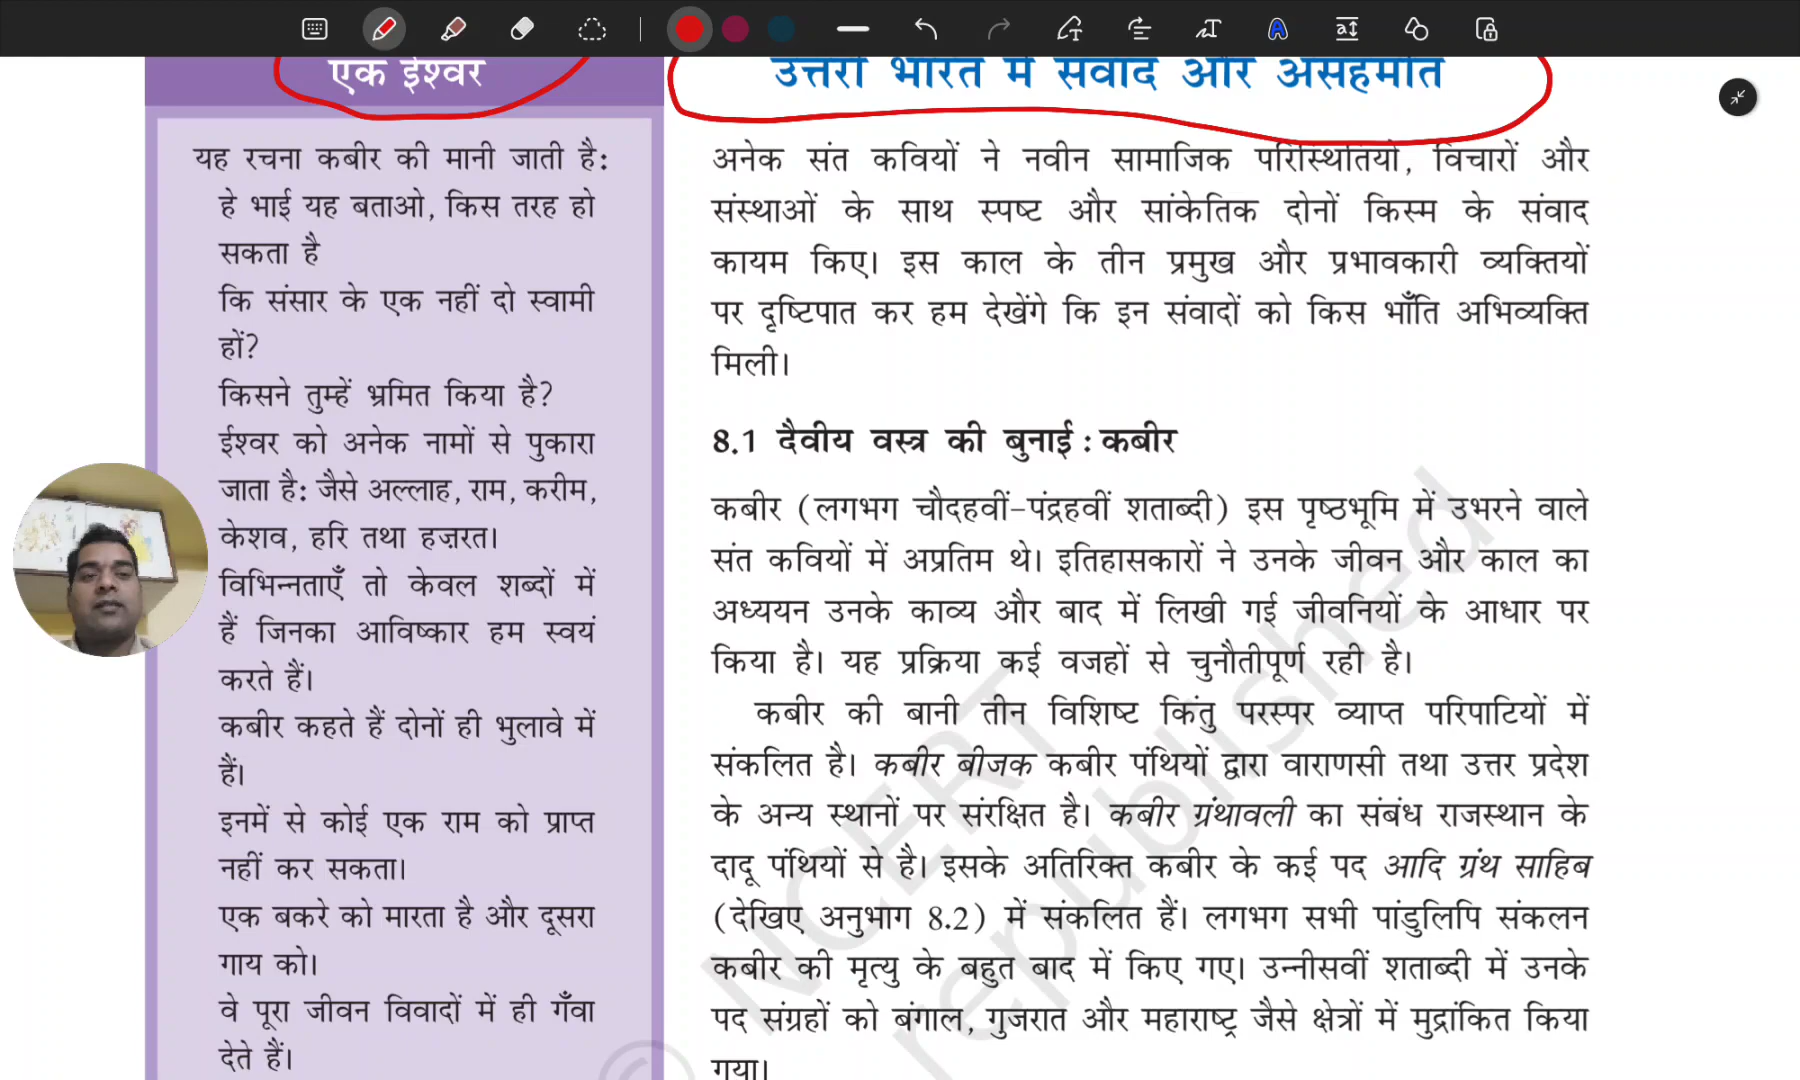 एक ईश्वर
यह रचना कबीर की मानी जाती है:
हे भाई यह बताओ, किस तरह हो
सकता है
कि संसार के एक नहीं दो स्वामी
हों?
किसने तुम्हें भ्रमित किया है?
ईश्वर को अनेक नामों से पुकारा
जाता है: जैसे अल्लाह, राम, करीम,
केशव, हरि तथा हज़रत।
विभिन्नताएँ तो केवल शब्दों में
हैं जिनका आविष्कार हम स्वयं
करते हैं।
कबीर कहते हैं दोनों ही भुलावे में
हैं।
इनमें से कोई एक राम को प्राप्त
नहीं कर सकता।
एक बकरे को मारता है और दूसरा
गाय को।
वे पूरा जीवन विवादों में ही गँवा
देते हैं।
उत्तरी भारत में संवाद और असहमति
अनेक संत कवियों ने नवीन सामाजिक परिस्थितियों, विचारों और
संस्थाओं के साथ स्पष्ट और सांकेतिक दोनों किस्म के संवाद
कायम किए। इस काल के तीन प्रमुख और प्रभावकारी व्यक्तियों
पर दृष्टिपात कर हम देखेंगे कि इन संवादों को किस भाँति अभिव्यक्ति
मिली।
8.1 दैवीय वस्त्र की बुनाई : कबीर
कबीर (लगभग चौदहवीं-पंद्रहवीं शताब्दी) इस पृष्ठभूमि में उभरने वाले
संत कवियों में अप्रतिम थे। इतिहासकारों ने उनके जीवन और काल का
अध्ययन उनके काव्य और बाद में लिखी गई जीवनियों के आधार पर
किया है। यह प्रक्रिया कई वजहों से चुनौतीपूर्ण रही है।
कबीर की बानी तीन विशिष्ट किंतु परस्पर व्याप्त परिपाटियों में
संकलित है। कबीर बीजक कबीर पंथियों द्वारा वाराणसी तथा उत्तर प्रदेश
के अन्य स्थानों पर संरक्षित है। कबीर ग्रंथावली का संबंध राजस्थान के
दादू पंथियों से है। इसके अतिरिक्त कबीर के कई पद आदि ग्रंथ साहिब
(देखिए अनुभाग 8.2) में संकलित हैं। लगभग सभी पांडुलिपि संकलन
कबीर की मृत्यु के बहुत बाद में किए गए। उन्नीसवीं शताब्दी में उनके
पद संग्रहों को बंगाल, गुजरात और महाराष्ट्र जैसे क्षेत्रों में मुद्रांकित किया
गया।
© NCERT
republished